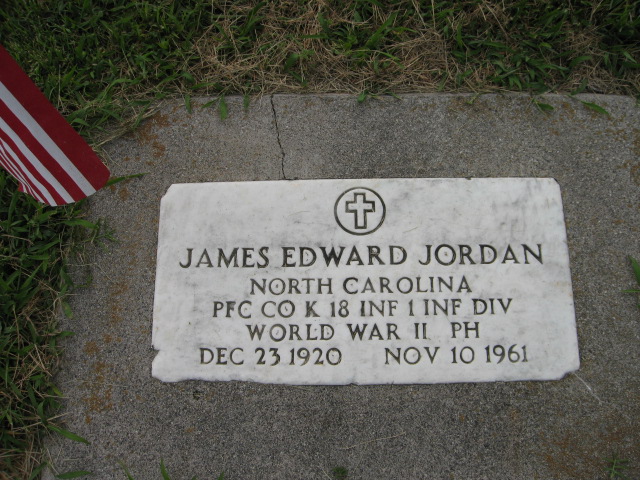 JAMES EDWARD JORDAN
NORTH CAROLINA
PFC CO K 18 INF 1 INF DIV
WORLD WAR II PH
DEC 23 1920 NOV 10 1961